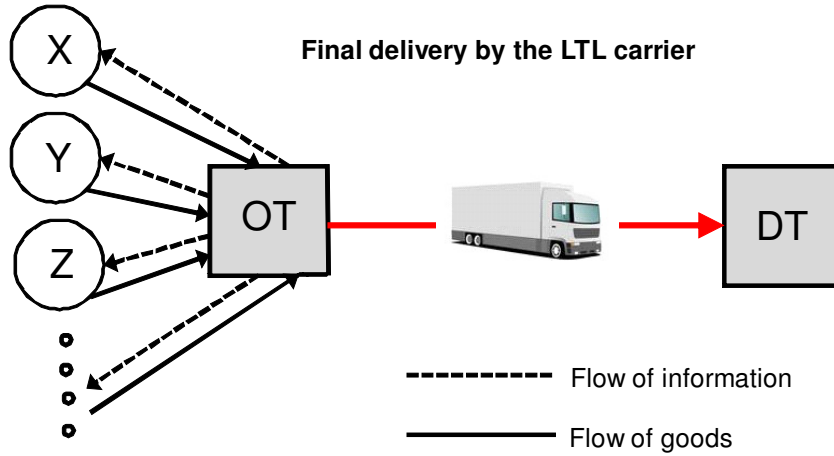 X
Final delivery by the LTL carrier
Y
OT
DT
Z
Flow of information
Flow of goods